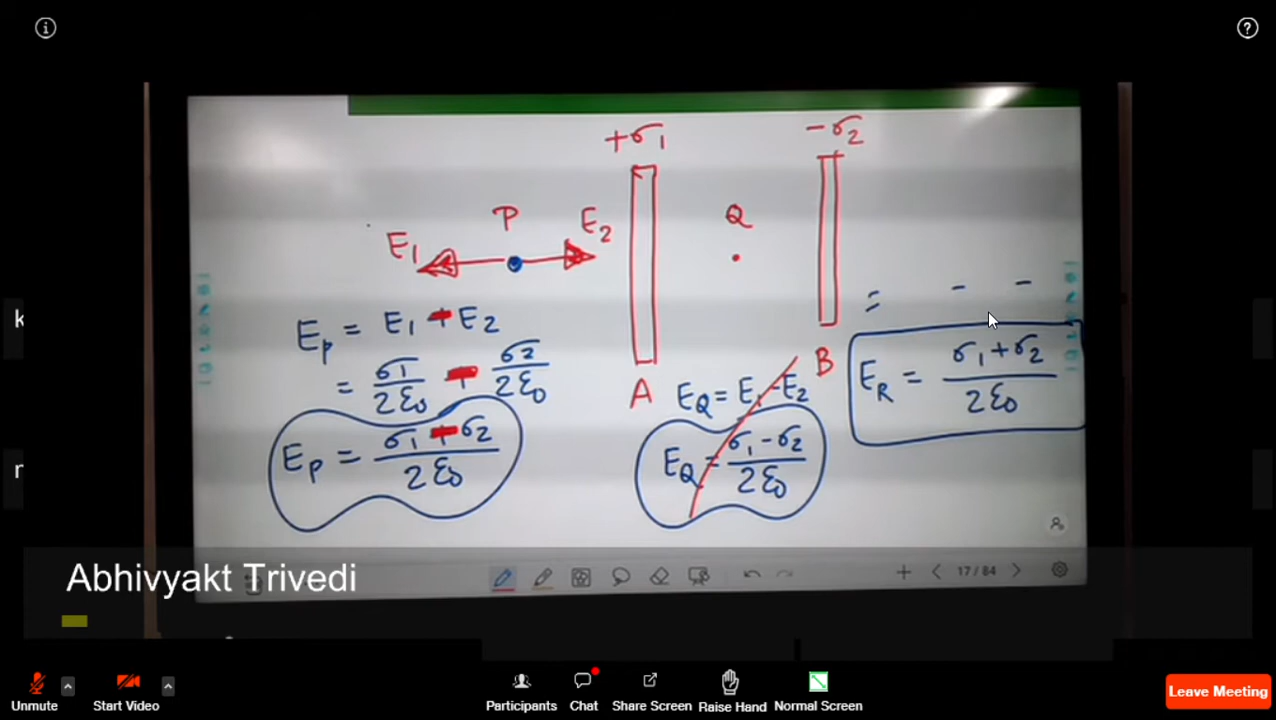 +σ1
-σ2
P
Q
E1
E2
Ep = E1 + E2
= σ1/2ε0 + σ2/2ε0
Ep = σ1 + σ2/2ε0
A
B
EQ = E1 - E2
EQ = σ1 - σ2/2ε0
= - -
ER = σ1 + σ2/2ε0
17 / 84
Abhivyakt Trivedi
Unmute
Start Video
Participants
Chat
Share Screen
Raise Hand
Normal Screen
Leave Meeting